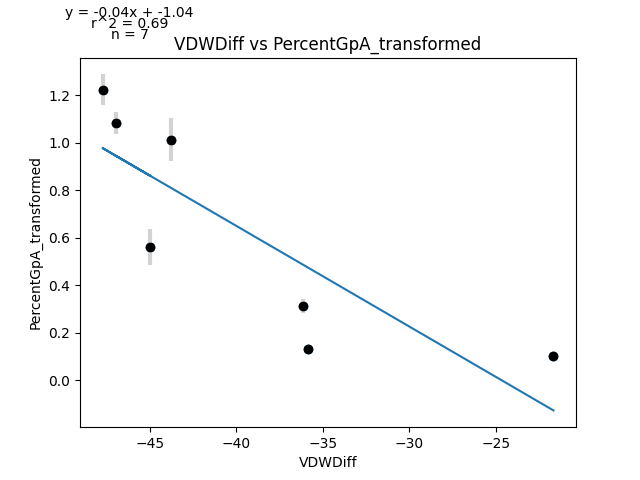 y = -0.04x + -1.04
r^2 = 0.69
n = 7
VDWDiff vs PercentGpA_transformed
PercentGpA_transformed
1.2
1.0
0.8
0.6
0.4
0.2
0.0
−45
−40
−35
−30
−25
VDWDiff